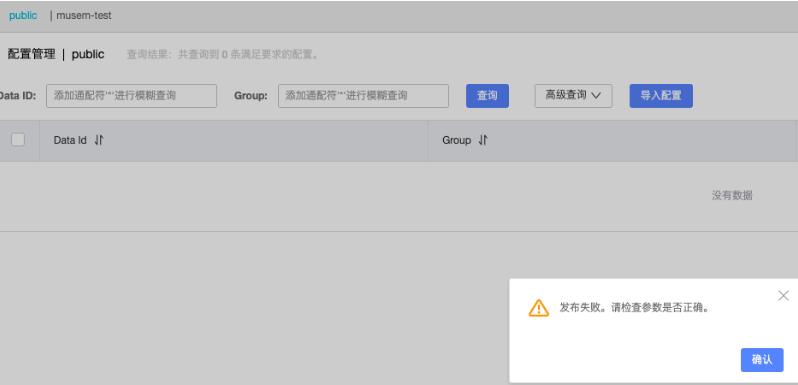 public | musem-test
配置管理 | public 查询结果：共查询到 0 条满足要求的配置。
Data ID: 添加通配符'*'进行模糊查询 Group: 添加通配符'*'进行模糊查询 查询 高级查询 导入配置
Data Id Group
没有数据
发布失败。请检查参数是否正确。
确认